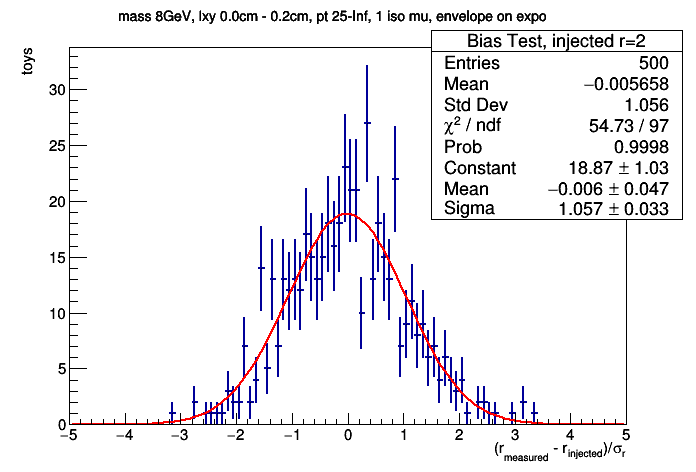 mass 8GeV, lxy 0.0cm - 0.2cm, pt 25-Inf, 1 iso mu, envelope on expo
Bias Test, injected r=2
Entries 500
Mean −0.005658
Std Dev 1.056
χ² / ndf 54.73 / 97
Prob 0.9998
Constant 18.87 ± 1.03
Mean −0.006 ± 0.047
Sigma 1.057 ± 0.033
toys
30
25
20
15
10
5
0
−5 −4 −3 −2 −1 0 1 2 3 4 5
(r_measured - r_injected)/σ_r